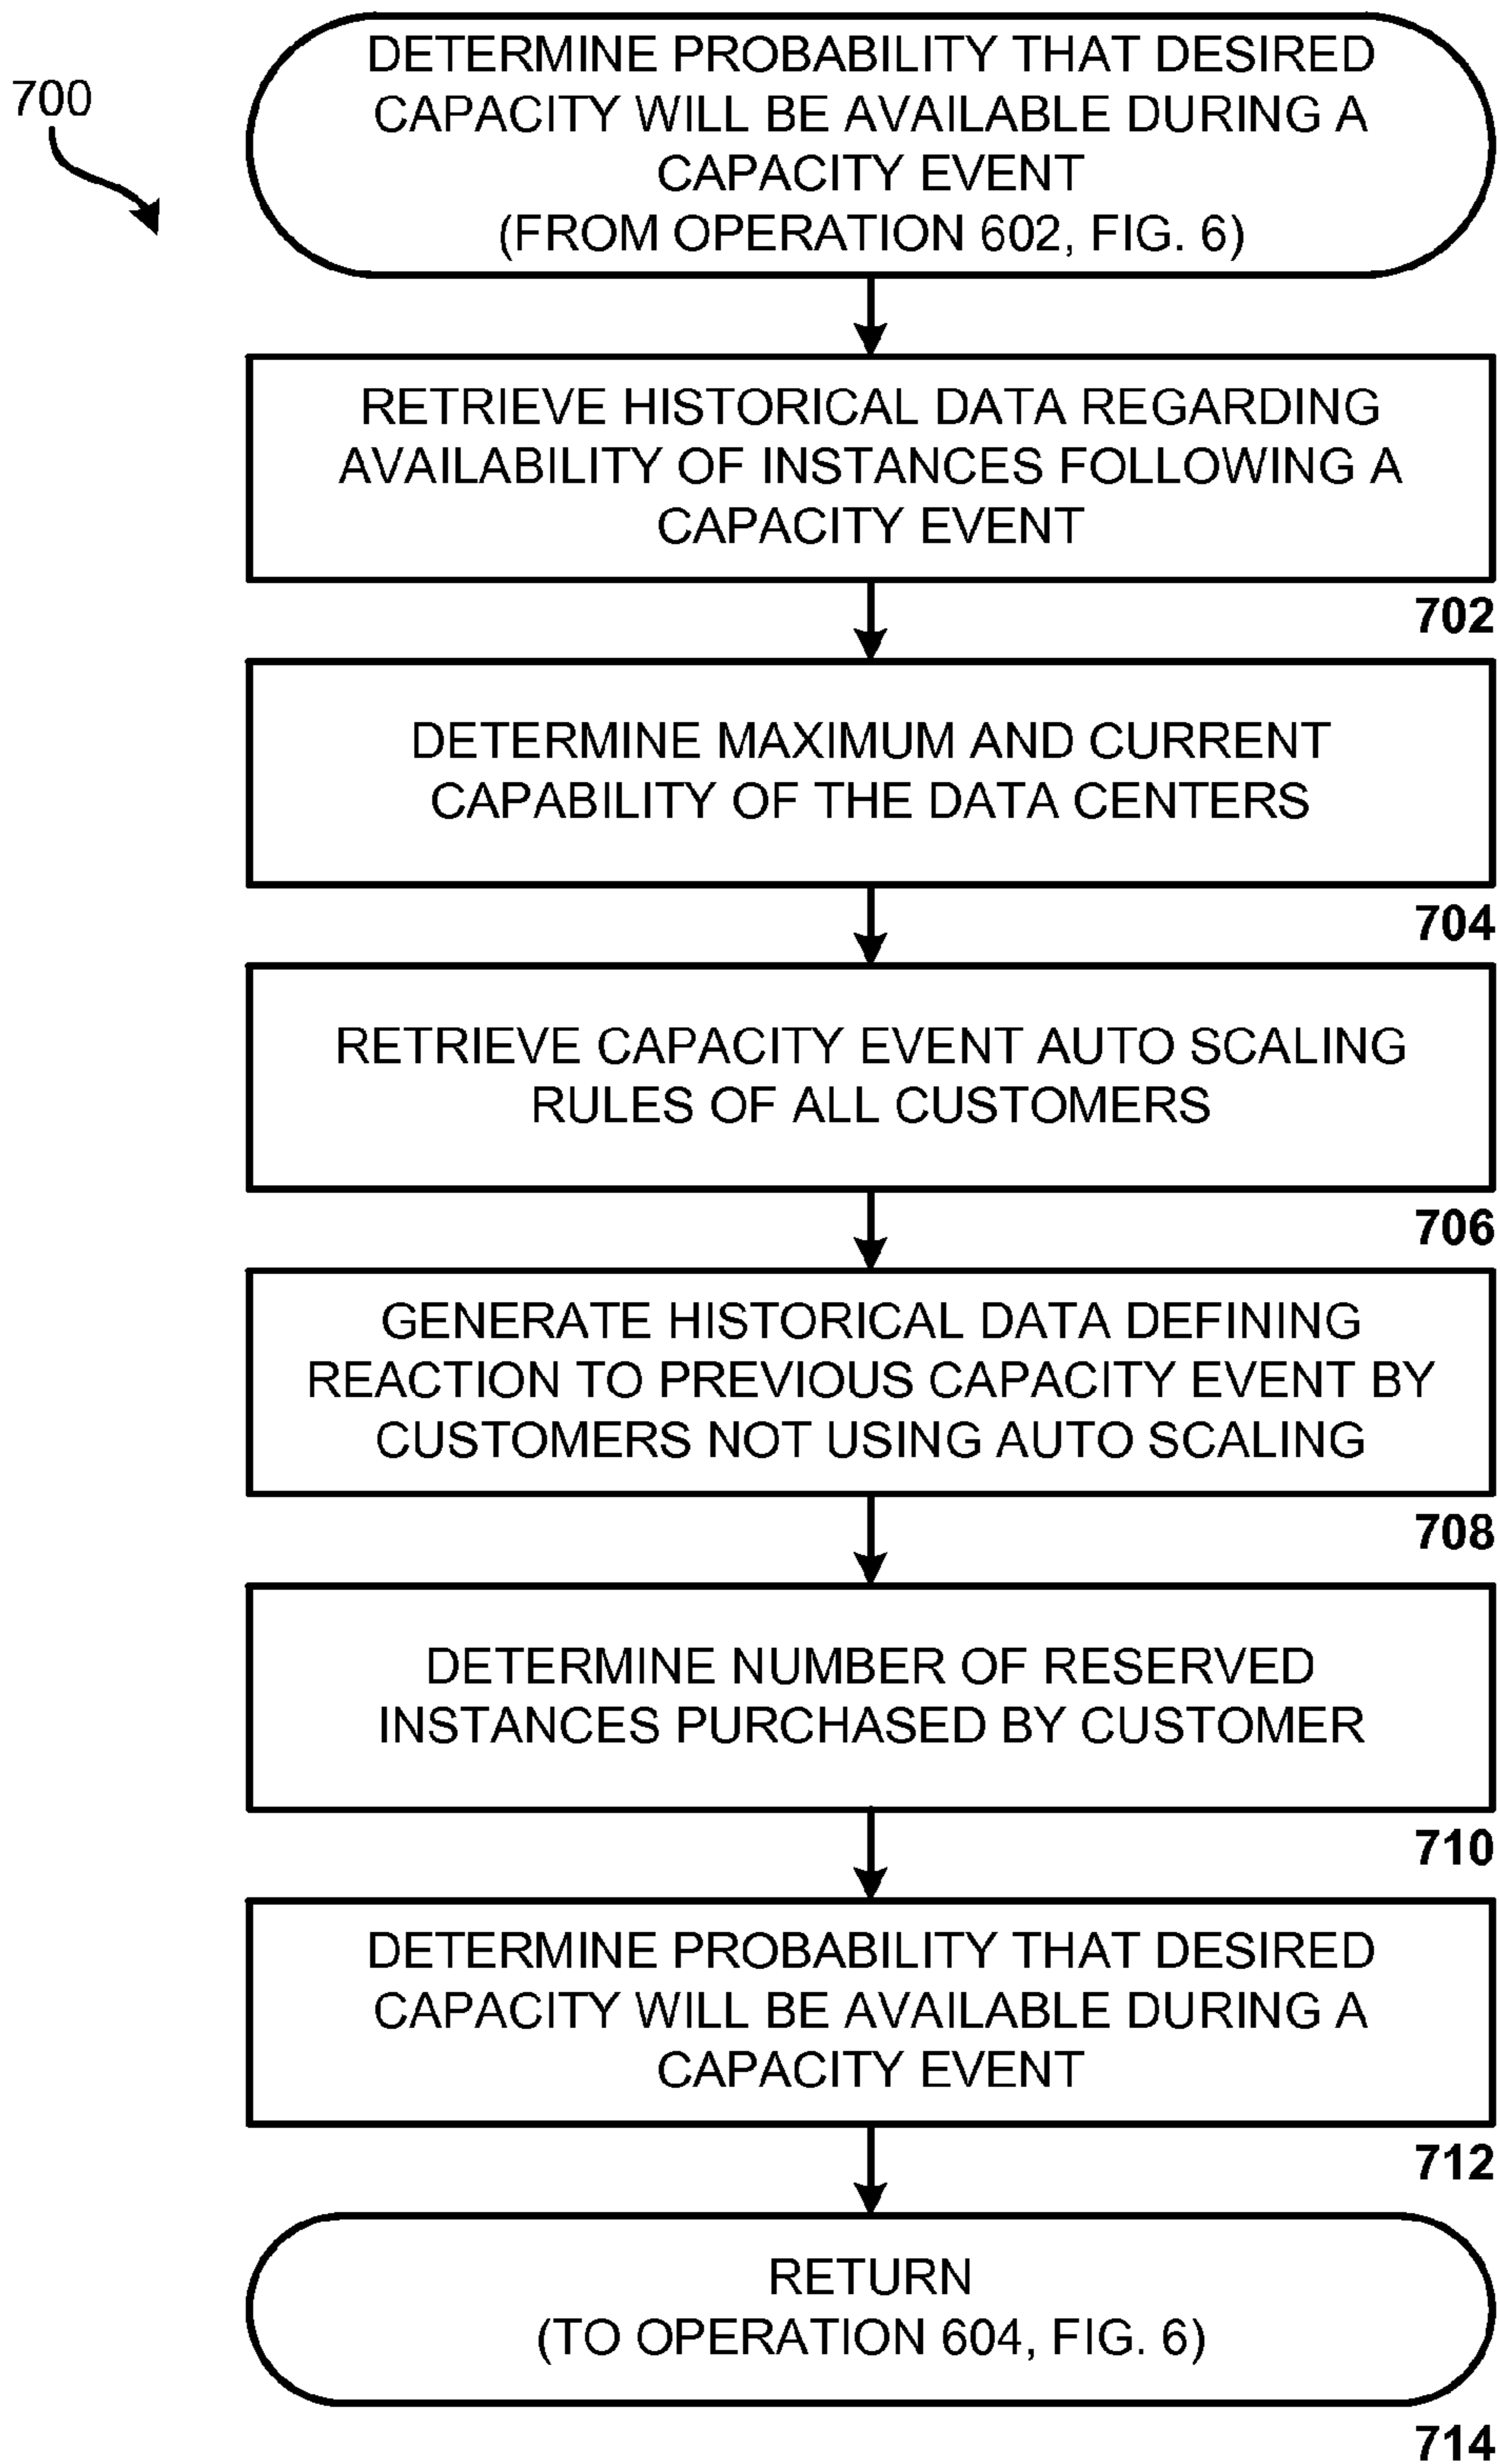 700
DETERMINE PROBABILITY THAT DESIRED
CAPACITY WILL BE AVAILABLE DURING A
CAPACITY EVENT
(FROM OPERATION 602, FIG. 6)
RETRIEVE HISTORICAL DATA REGARDING
AVAILABILITY OF INSTANCES FOLLOWING A
CAPACITY EVENT
702
DETERMINE MAXIMUM AND CURRENT
CAPABILITY OF THE DATA CENTERS
704
RETRIEVE CAPACITY EVENT AUTO SCALING
RULES OF ALL CUSTOMERS
706
GENERATE HISTORICAL DATA DEFINING
REACTION TO PREVIOUS CAPACITY EVENT BY
CUSTOMERS NOT USING AUTO SCALING
708
DETERMINE NUMBER OF RESERVED
INSTANCES PURCHASED BY CUSTOMER
710
DETERMINE PROBABILITY THAT DESIRED
CAPACITY WILL BE AVAILABLE DURING A
CAPACITY EVENT
712
RETURN
(TO OPERATION 604, FIG. 6)
714